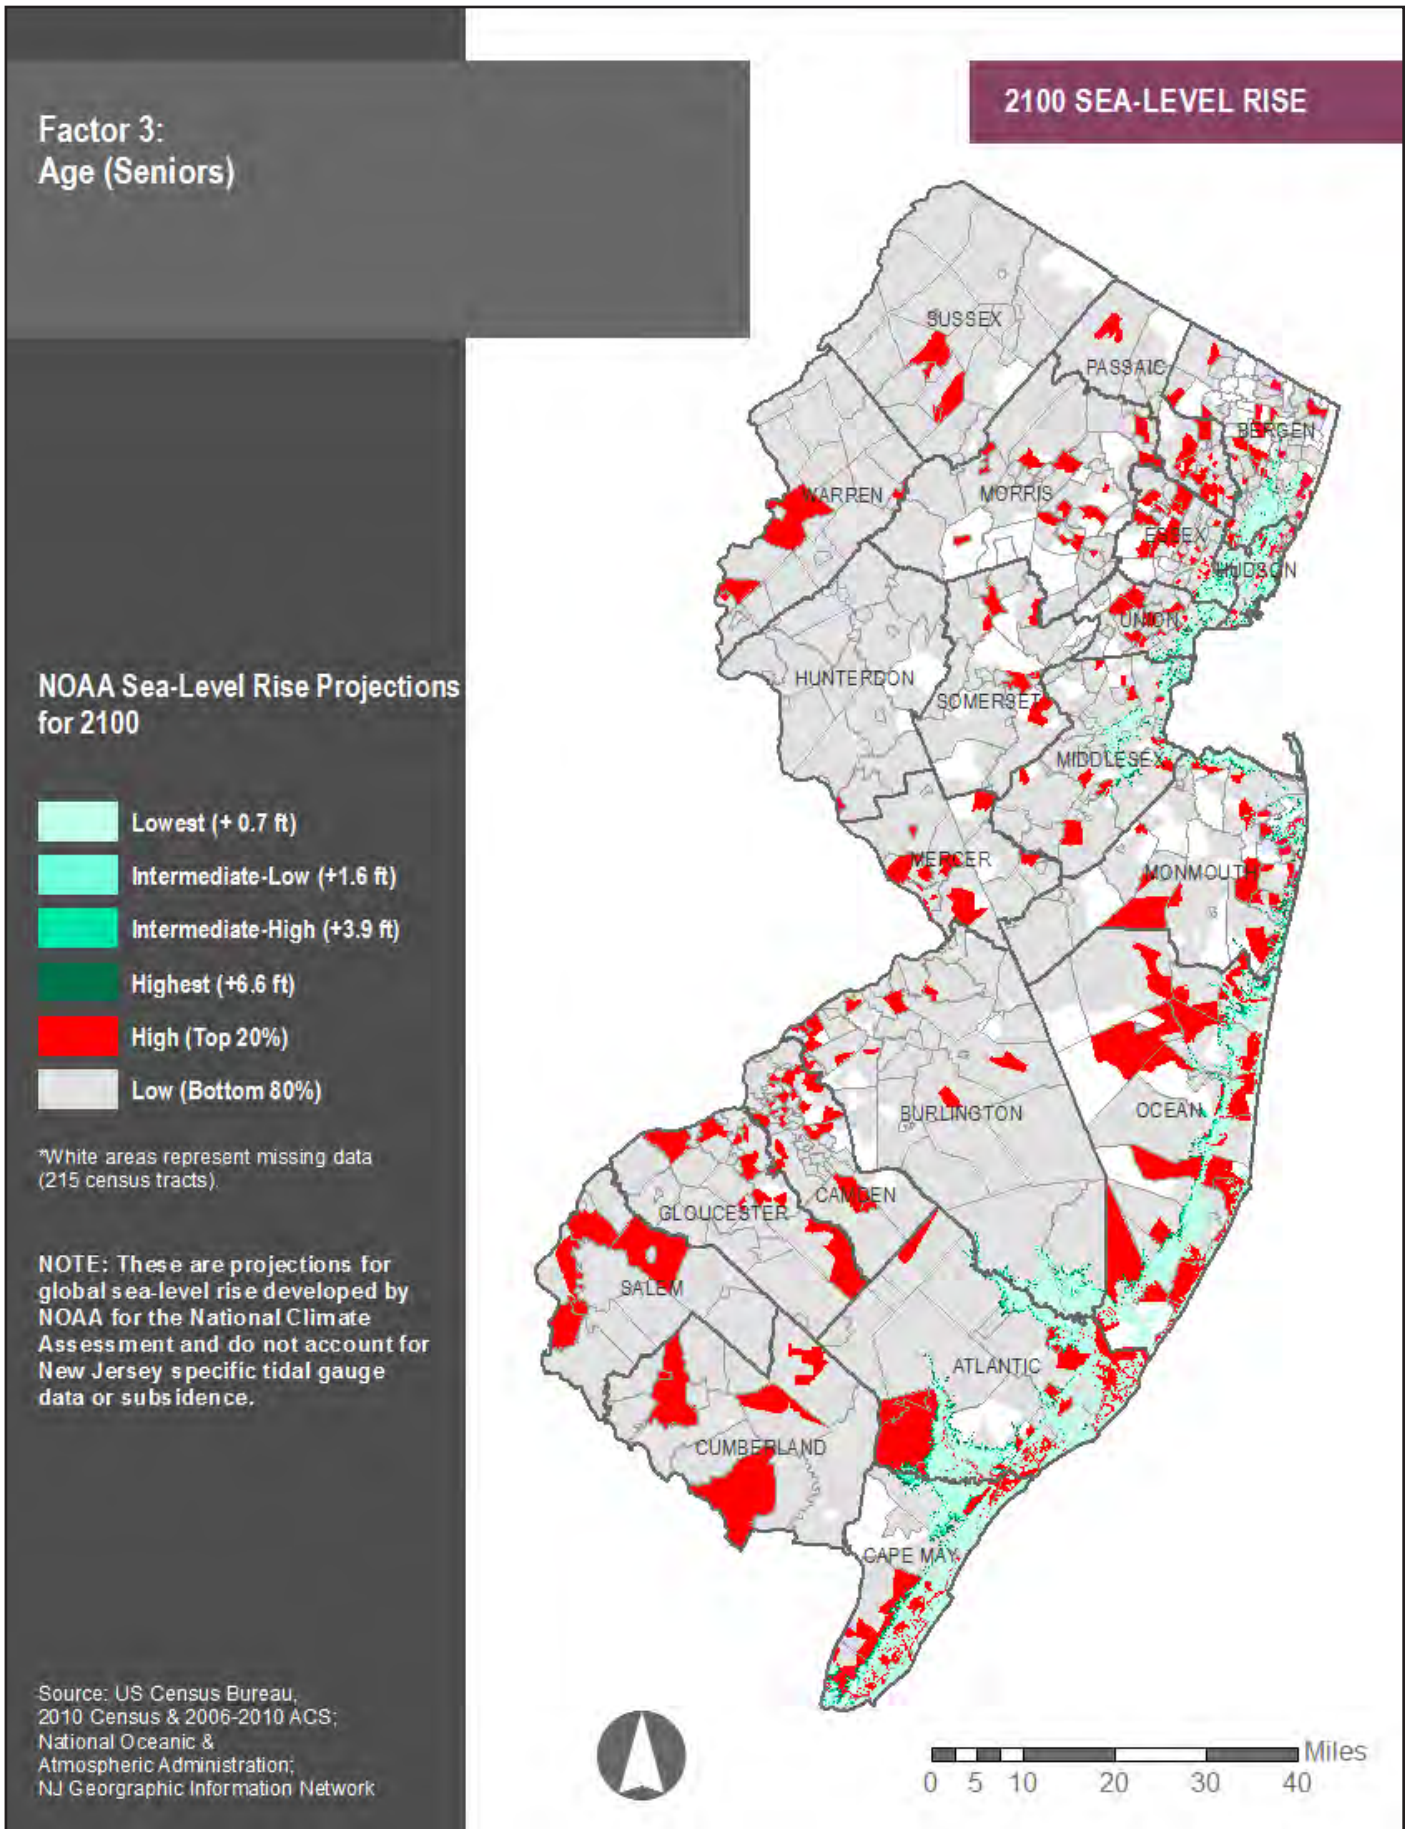 Factor 3:
Age (Seniors)
2100 SEA-LEVEL RISE
SUSSEX
PASSAIC
BERGEN
WARREN
MORRIS
ESSEX
HUDSON
UNION
HUNTERDON
SOMERSET
MIDDLESEX
MERCER
MONMOUTH
OCEAN
BURLINGTON
CAMDEN
GLOUCESTER
SALEM
ATLANTIC
CUMBERLAND
CAPE MAY
NOAA Sea-Level Rise Projections
for 2100
Lowest (+ 0.7 ft)
Intermediate-Low (+1.6 ft)
Intermediate-High (+3.9 ft)
Highest (+6.6 ft)
High (Top 20%)
Low (Bottom 80%)
*White areas represent missing data
(215 census tracts).
NOTE: These are projections for
global sea-level rise developed by
NOAA for the National Climate
Assessment and do not account for
New Jersey specific tidal gauge
data or subsidence.
Source: US Census Bureau,
2010 Census & 2006-2010 ACS;
National Oceanic &
Atmospheric Administration;
NJ Georgraphic Information Network
Miles
0 5 10 20 30 40